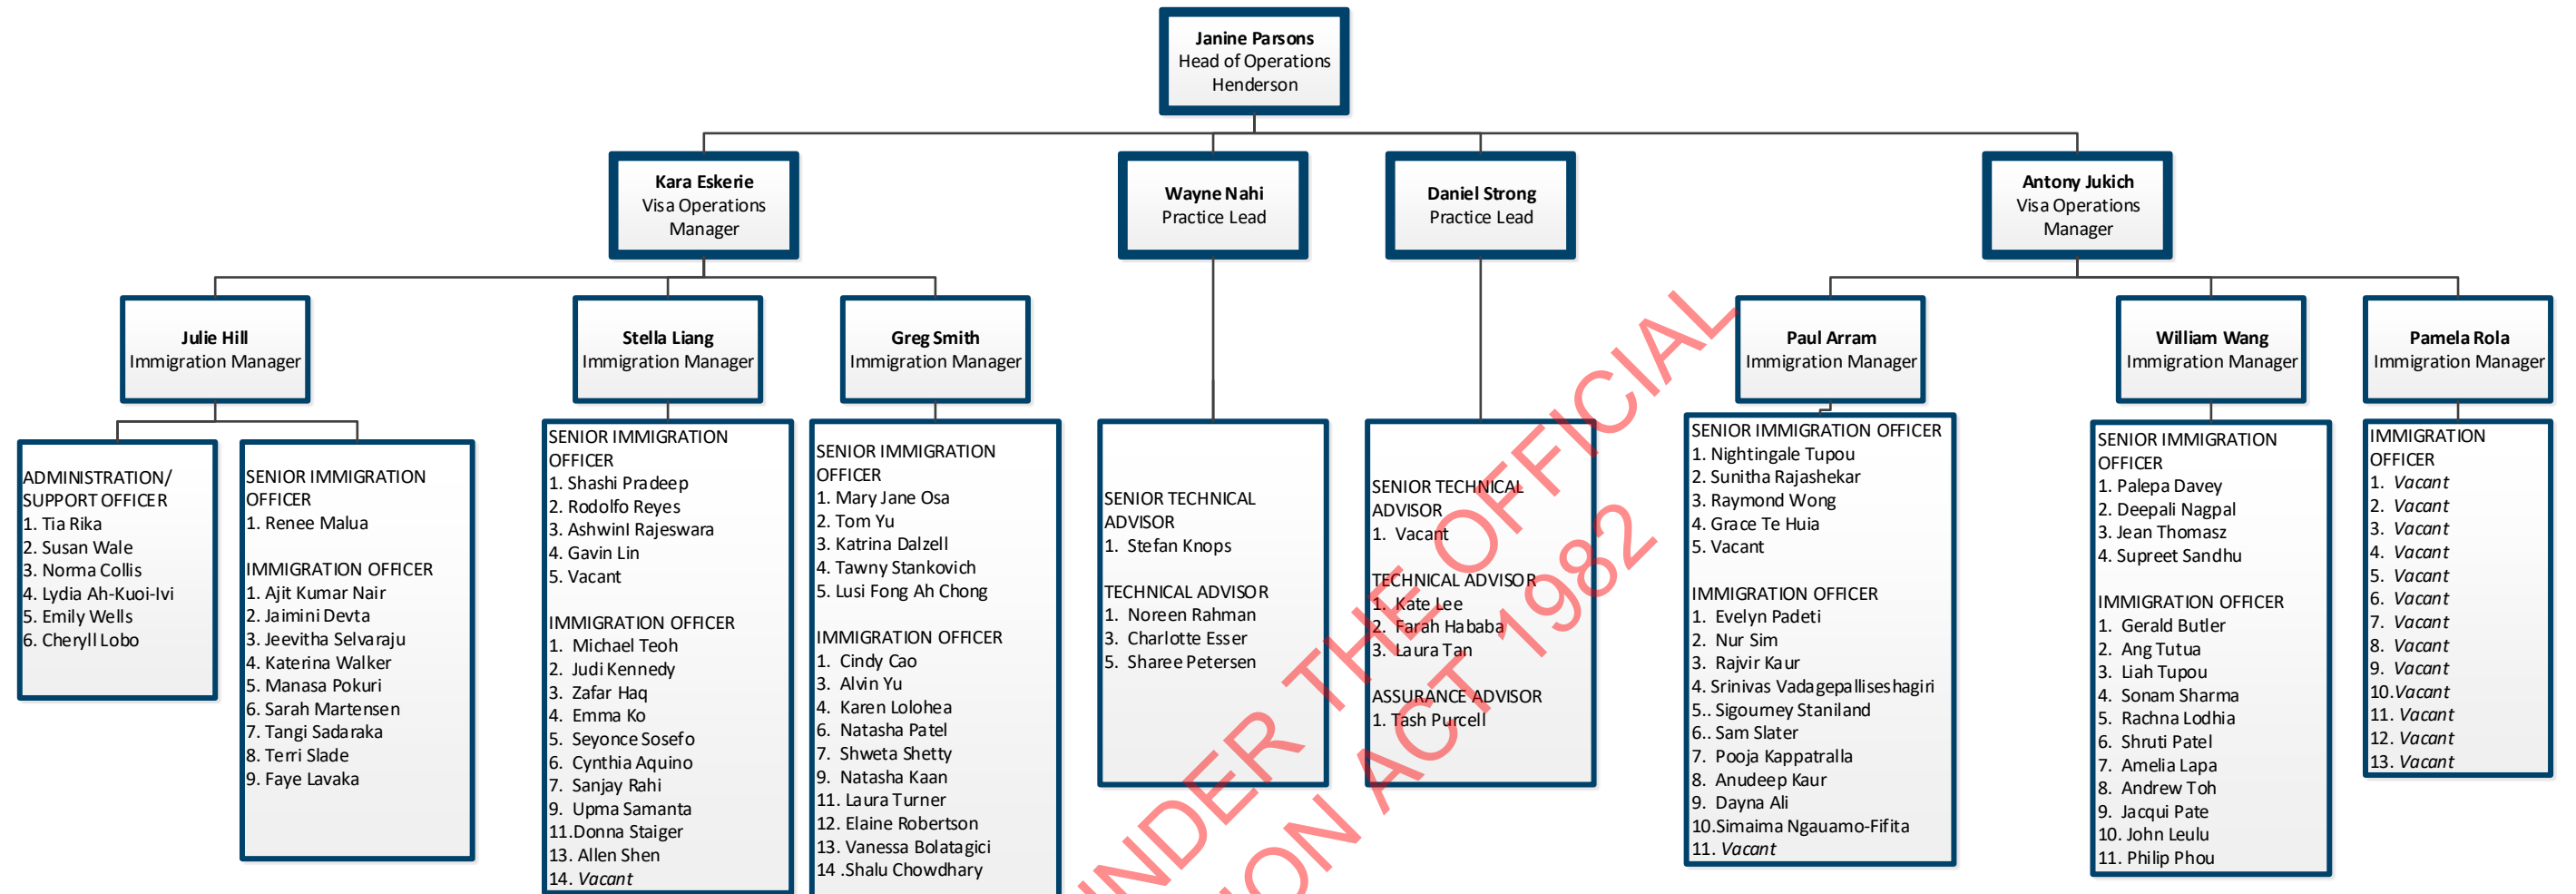 Janine Parsons
Head of Operations
Henderson
Kara Eskerie
Visa Operations
Manager
Wayne Nahi
Practice Lead
Daniel Strong
Practice Lead
Antony Jukich
Visa Operations
Manager
Julie Hill
Immigration Manager
Stella Liang
Immigration Manager
Greg Smith
Immigration Manager
Paul Arram
Immigration Manager
William Wang
Immigration Manager
Pamela Rola
Immigration Manager
ADMINISTRATION/
SUPPORT OFFICER
1. Tia Rika
2. Susan Wale
3. Norma Collis
4. Lydia Ah-Kuoi-Ivi
5. Emily Wells
6. Cheryll Lobo
SENIOR IMMIGRATION
OFFICER
1. Renee Malua
IMMIGRATION OFFICER
1. Ajit Kumar Nair
2. Jaimini Devta
3. Jeevitha Selvaraju
4. Katerina Walker
5. Manasa Pokuri
6. Sarah Martensen
7. Tangi Sadaraka
8. Terri Slade
9. Faye Lavaka
SENIOR IMMIGRATION
OFFICER
1. Shashi Pradeep
2. Rodolfo Reyes
3. AshwinI Rajeswara
4. Gavin Lin
5. Vacant
IMMIGRATION OFFICER
1. Michael Teoh
2. Judi Kennedy
3. Zafar Haq
4. Emma Ko
5. Seyonce Sosefo
6. Cynthia Aquino
7. Sanjay Rahi
9. Upma Samanta
11.Donna Staiger
13. Allen Shen
14. Vacant
SENIOR IMMIGRATION
OFFICER
1. Mary Jane Osa
2. Tom Yu
3. Katrina Dalzell
4. Tawny Stankovich
5. Lusi Fong Ah Chong
IMMIGRATION OFFICER
1. Cindy Cao
3. Alvin Yu
4. Karen Lolohea
6. Natasha Patel
7. Shweta Shetty
9. Natasha Kaan
11. Laura Turner
12. Elaine Robertson
13. Vanessa Bolatagici
14 .Shalu Chowdhary
SENIOR TECHNICAL
ADVISOR
1. Stefan Knops
TECHNICAL ADVISOR
1. Noreen Rahman
3. Charlotte Esser
5. Sharee Petersen
SENIOR TECHNICAL
ADVISOR
1. Vacant
TECHNICAL ADVISOR
1. Kate Lee
2. Farah Hababa
3. Laura Tan
ASSURANCE ADVISOR
1. Tash Purcell
SENIOR IMMIGRATION OFFICER
1. Nightingale Tupou
2. Sunitha Rajashekar
3. Raymond Wong
4. Grace Te Huia
5. Vacant
IMMIGRATION OFFICER
1. Evelyn Padeti
2. Nur Sim
3. Rajvir Kaur
4. Srinivas Vadagepalliseshagiri
5.. Sigourney Staniland
6.. Sam Slater
7. Pooja Kappatralla
8. Anudeep Kaur
9. Dayna Ali
10.Simaima Ngauamo-Fifita
11. Vacant
SENIOR IMMIGRATION
OFFICER
1. Palepa Davey
2. Deepali Nagpal
3. Jean Thomasz
4. Supreet Sandhu
IMMIGRATION OFFICER
1. Gerald Butler
2. Ang Tutua
3. Liah Tupou
4. Sonam Sharma
5. Rachna Lodhia
6. Shruti Patel
7. Amelia Lapa
8. Andrew Toh
9. Jacqui Pate
10. John Leulu
11. Philip Phou
IMMIGRATION
OFFICER
1. Vacant
2. Vacant
3. Vacant
4. Vacant
5. Vacant
6. Vacant
7. Vacant
8. Vacant
9. Vacant
10.Vacant
11. Vacant
12. Vacant
13. Vacant
THE OFFICIAL
ACT 1982